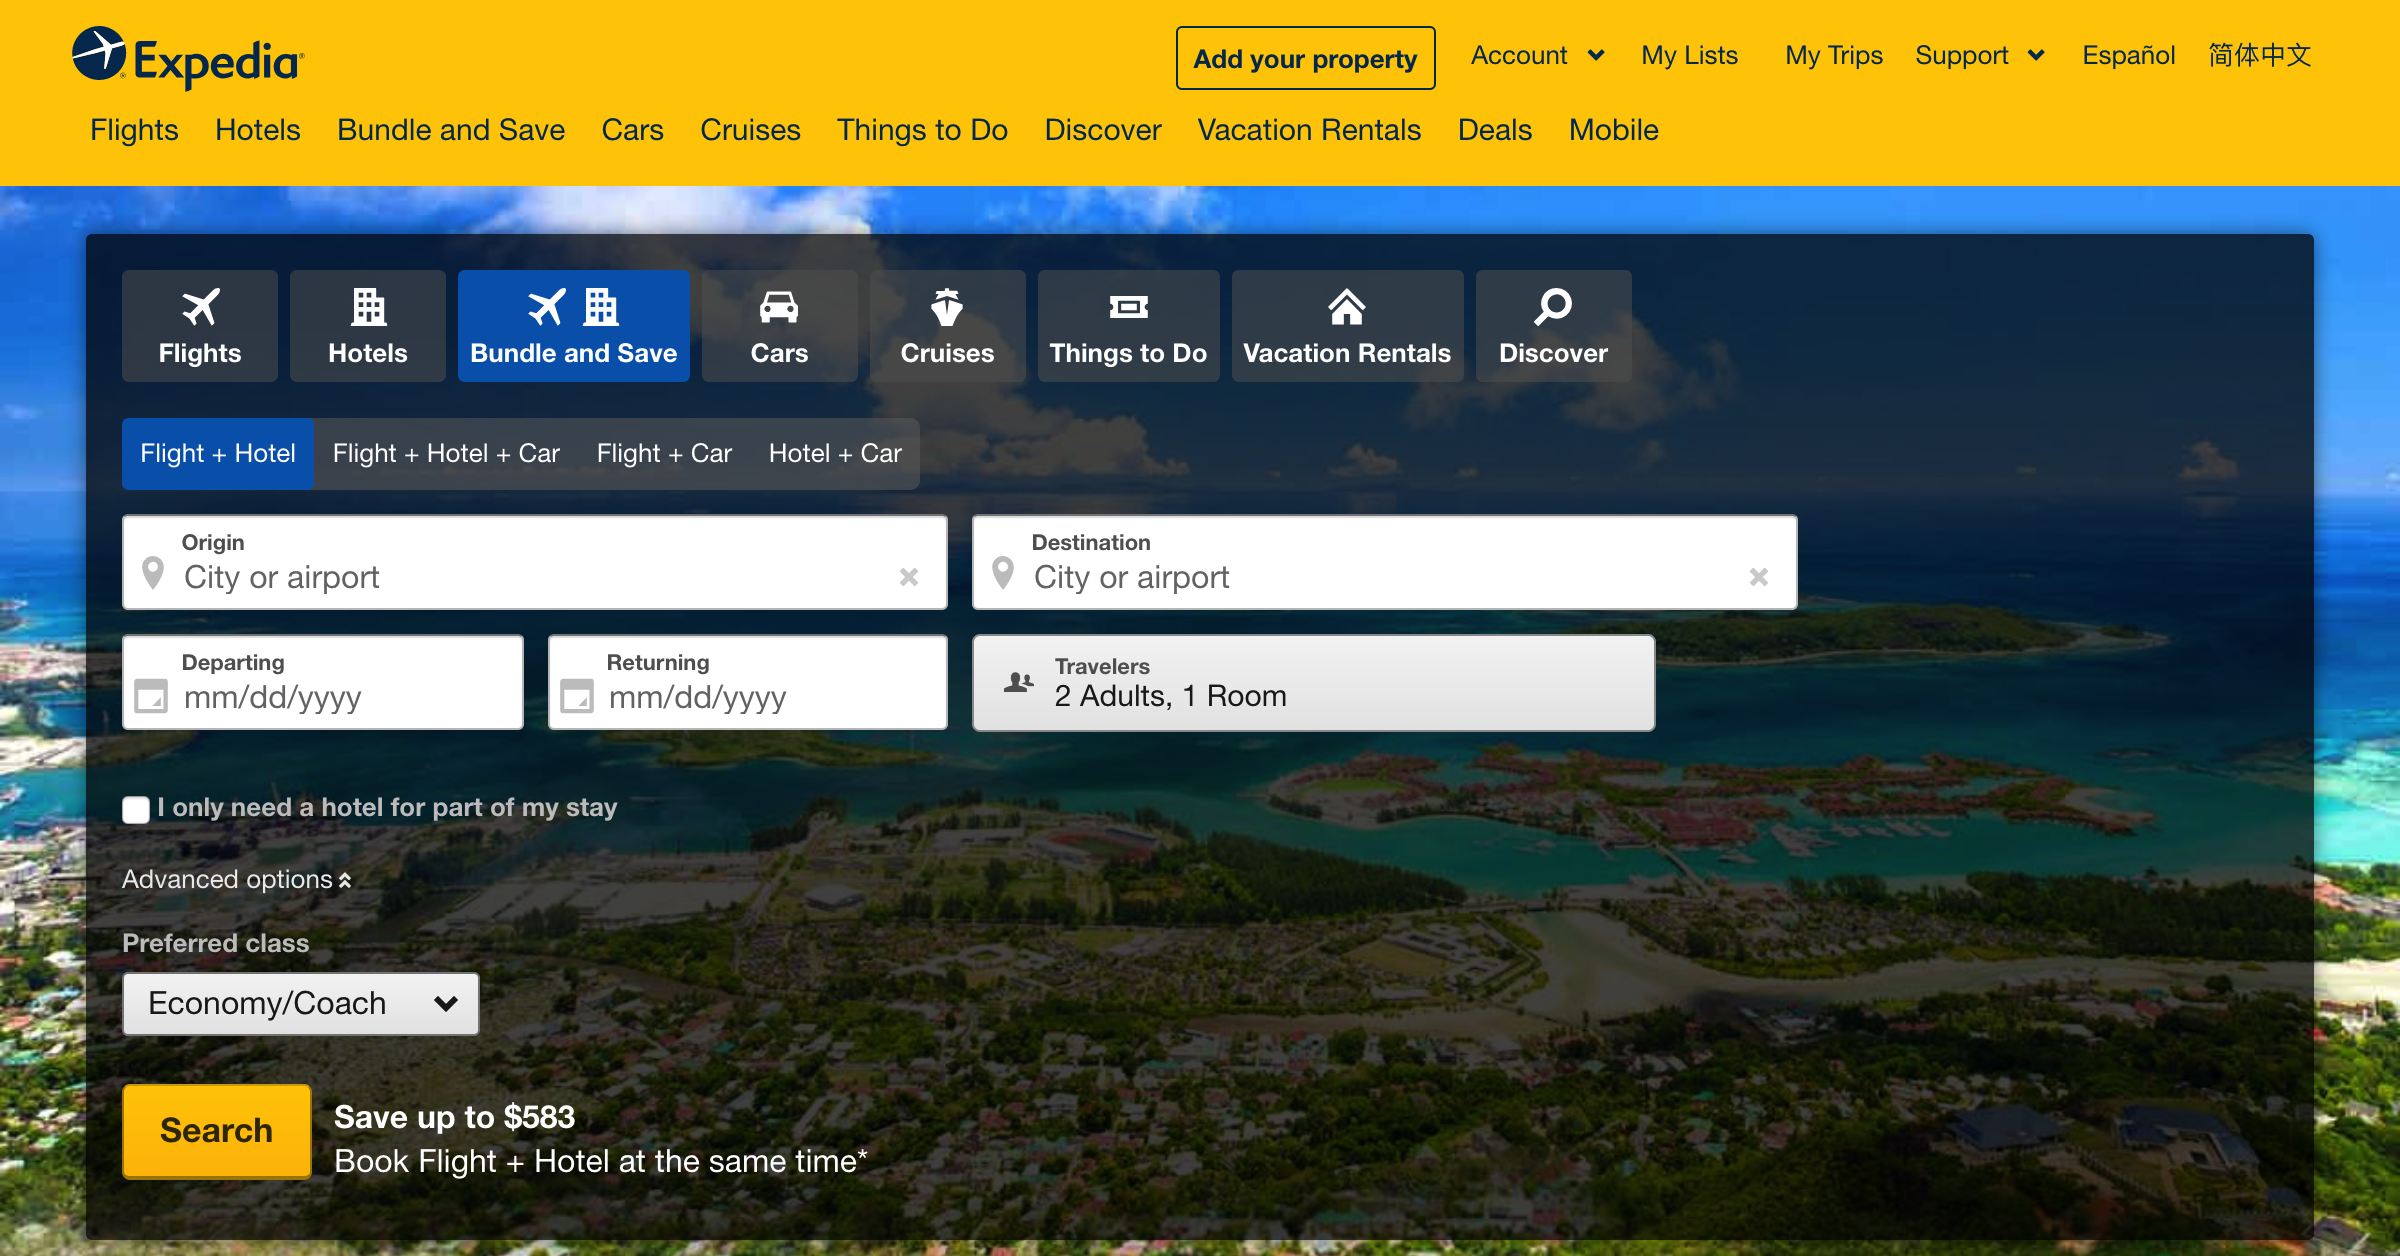 Expedia
Add your property Account My Lists My Trips Support Español 简体中文
Flights Hotels Bundle and Save Cars Cruises Things to Do Discover Vacation Rentals Deals Mobile
Flights Hotels Bundle and Save Cars Cruises Things to Do Vacation Rentals Discover
Flight + Hotel Flight + Hotel + Car Flight + Car Hotel + Car
Origin Destination
City or airport City or airport
Departing Returning Travelers
mm/dd/yyyy mm/dd/yyyy 2 Adults, 1 Room
I only need a hotel for part of my stay
Advanced options
Preferred class
Economy/Coach
Search Save up to $583
Book Flight + Hotel at the same time*